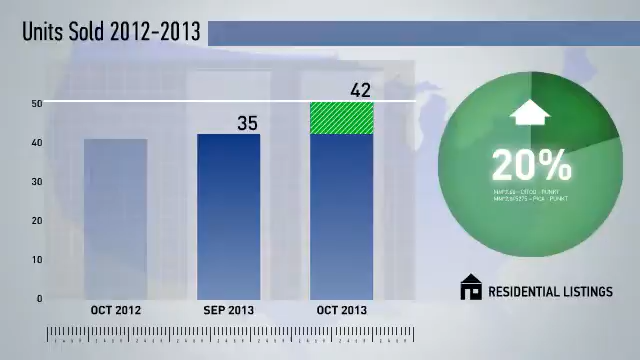 Units Sold 2012-2013
42
35
50
40
30
20
10
0
OCT 2012
SEP 2013
OCT 2013
20%
RESIDENTIAL LISTINGS